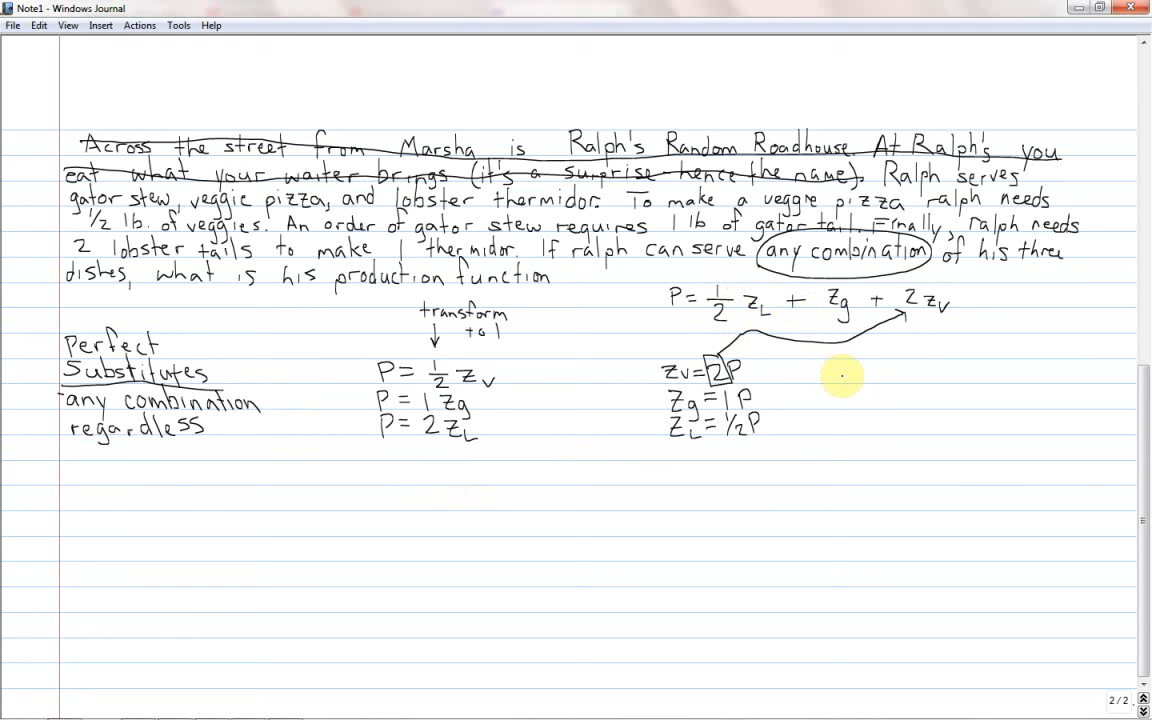 Note1 - Windows Journal
File Edit View Insert Actions Tools Help
Across the street from Marsha is Ralph's Random Roadhouse. At Ralph's you
eat what your waiter brings (it's a surprise - hence the name). Ralph serves
gator stew, veggie pizza, and lobster thermidor. To make a veggie pizza ralph needs
1/2 lb. of veggies. An order of gator stew requires 1 lb of gator tail. Finally, ralph needs
2 lobster tails to make 1 thermidor. If ralph can serve any combination of his three
dishes, what is his production function
P = 1/2 ZL + Zg + 2 ZV
transform
to 1
Perfect
Substitutes
- any combination
regardless
P = 1/2 ZV
P = 1 Zg
P = 2 ZL
ZV = 2P
Zg = 1P
ZL = 1/2P
2 / 2